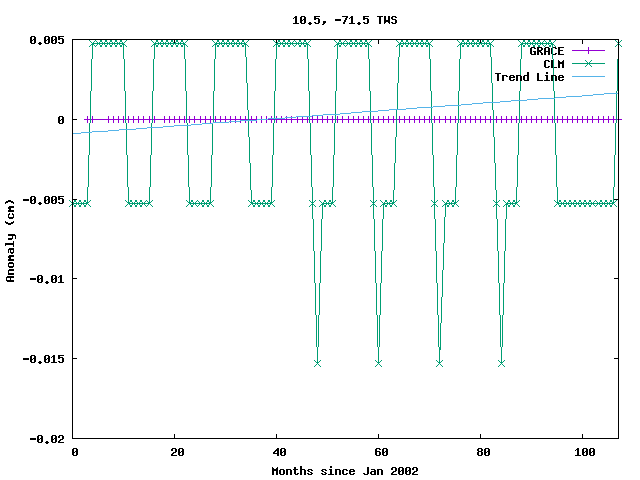 10.5, -71.5 TWS
0.005
GRACE
CLM
Trend Line
0
-0.005
-0.01
-0.015
-0.02
Anomaly (cm)
0 20 40 60 80 100
Months since Jan 2002